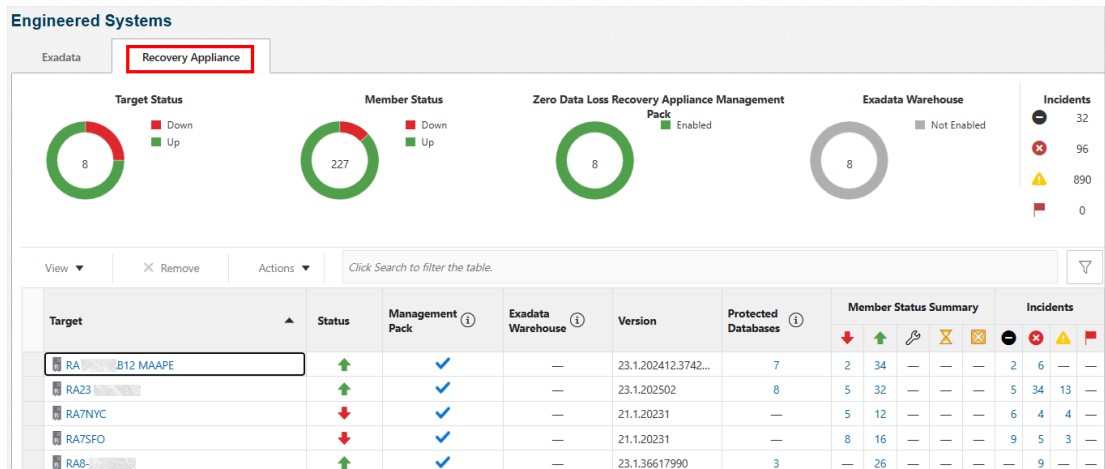 Engineered Systems
Exadata
Recovery Appliance
Target Status
Down
Up
8
Member Status
Down
Up
227
Zero Data Loss Recovery Appliance Management
Pack
Enabled
8
Exadata Warehouse
Not Enabled
8
Incidents
32
96
890
0
View
Remove
Actions
Click Search to filter the table.
Target Status Management Pack Exadata Warehouse Version Protected Databases Member Status Summary Incidents
RA .B12 MAAPE — 23.1.202412.3742... 7 2 34 — — — 2 6 — —
RA23 — 23.1.202502 8 5 32 — — — 5 34 13 —
RA7NYC — 21.1.20231 — 5 12 — — — 6 4 4 —
RA7SFO — 21.1.20231 — 8 16 — — — 9 5 3 —
RA8- — 23.1.36617990 3 — 26 — — — — 9 — —